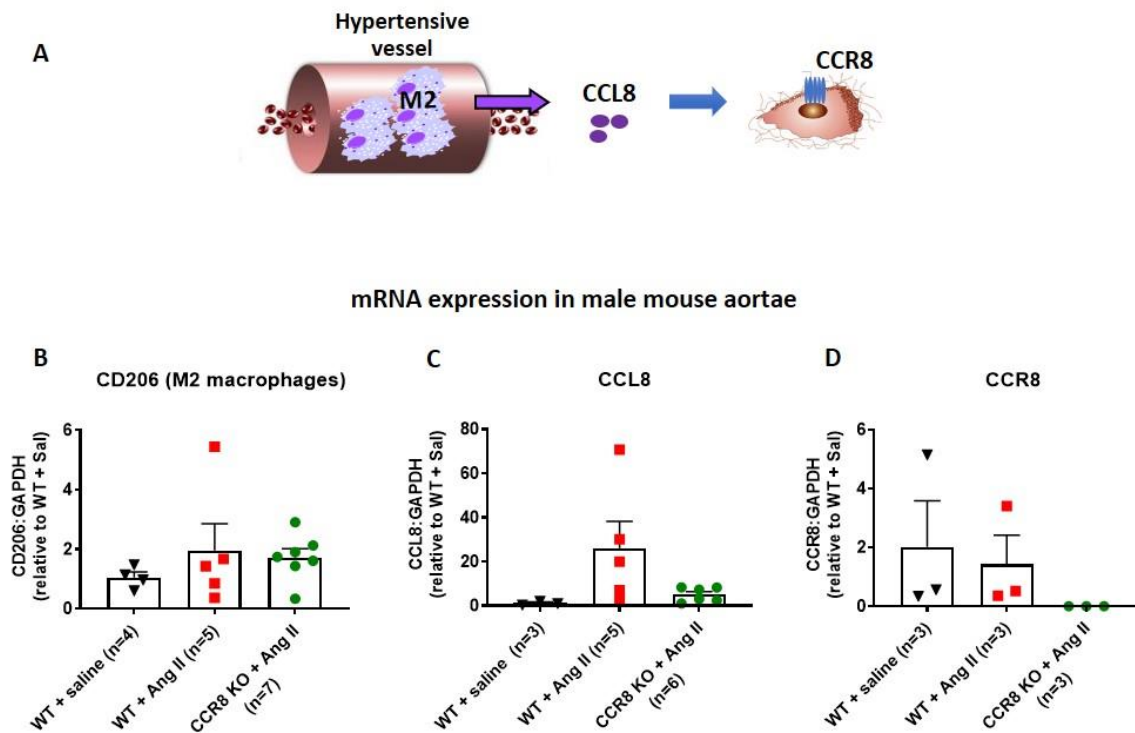 A
Hypertensive
vessel
M2
CCL8
CCR8
mRNA expression in male mouse aortae
B
CD206 (M2 macrophages)
CD206:GAPDH
(relative to WT + Sal)
6
4
2
0
WT + saline (n=4)
WT + Ang II (n=5)
CCR8 KO + Ang II
(n=7)
C
CCL8
CCL8:GAPDH
(relative to WT + Sal)
80
60
40
20
0
WT + saline (n=3)
WT + Ang II (n=5)
CCR8 KO + Ang II
(n=6)
D
CCR8
CCR8:GAPDH
(relative to WT + Sal)
6
4
2
0
WT + saline (n=3)
WT + Ang II (n=3)
CCR8 KO + Ang II
(n=3)